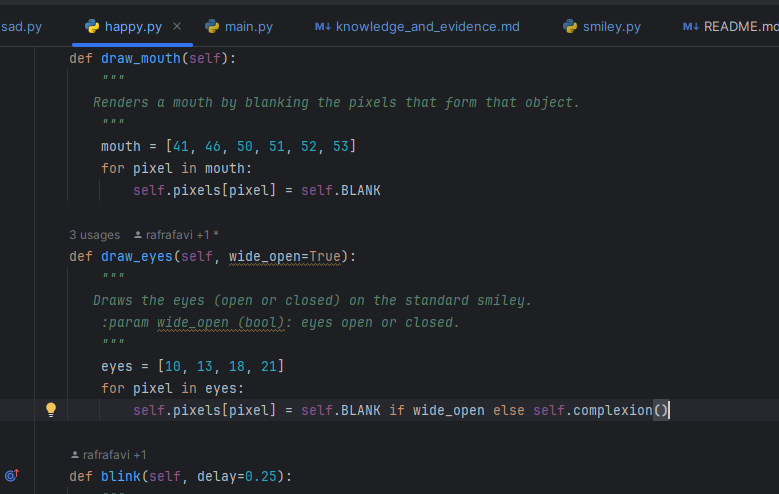 sad.py happy.py × main.py M↓ knowledge_and_evidence.md smiley.py M↓ README.md
def draw_mouth(self):
"""
Renders a mouth by blanking the pixels that form that object.
"""
mouth = [41, 46, 50, 51, 52, 53]
for pixel in mouth:
self.pixels[pixel] = self.BLANK
3 usages rafrafavi +1 *
def draw_eyes(self, wide_open=True):
"""
Draws the eyes (open or closed) on the standard smiley.
:param wide_open (bool): eyes open or closed.
"""
eyes = [10, 13, 18, 21]
for pixel in eyes:
self.pixels[pixel] = self.BLANK if wide_open else self.complexion()
rafrafavi +1
def blink(self, delay=0.25):
"""